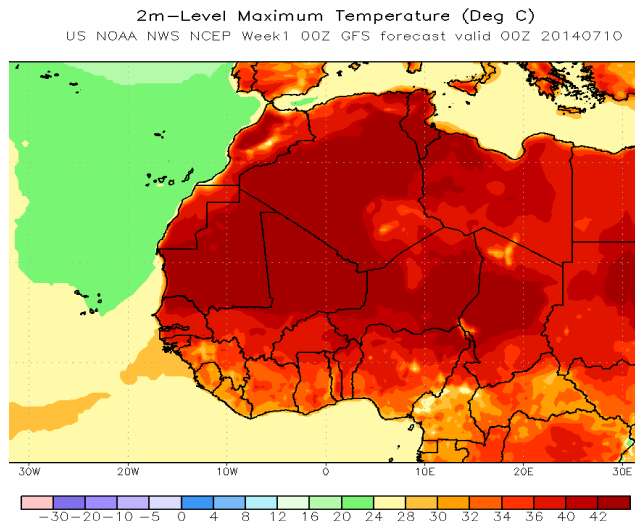 2m-Level Maximum Temperature (Deg C)
US NOAA NWS NCEP Week1 00Z GFS forecast valid 00Z 20140710
30W 20W 10W 0 10E 20E 30E
-30 -20 -10 -5 0 4 8 12 16 20 24 28 30 32 34 36 38 42